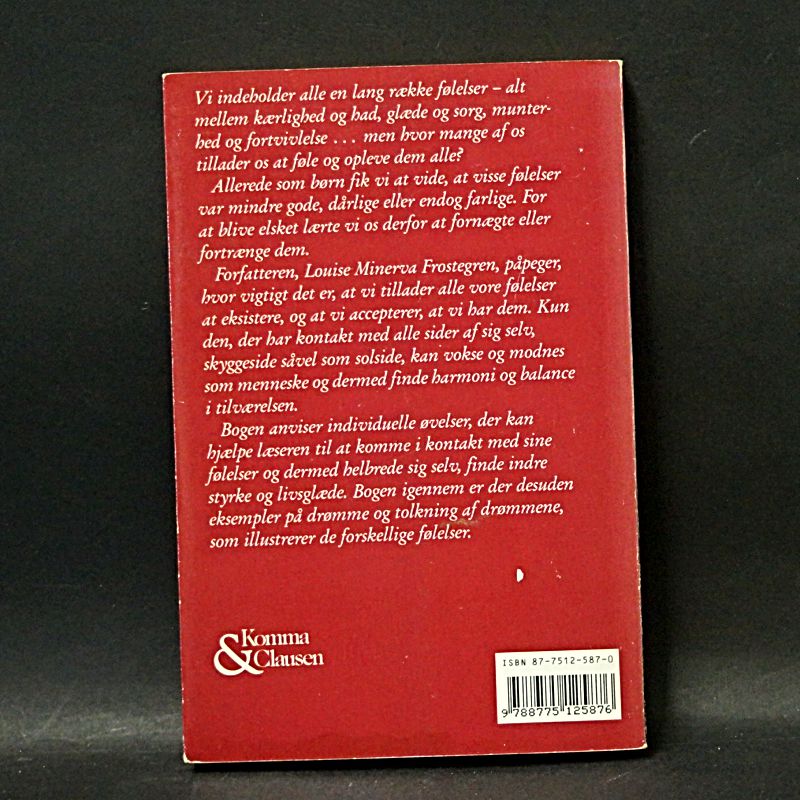 Vi indeholder alle en lang række følelser – alt
mellem kærlighed og had, glæde og sorg, munter-
hed og fortvivlelse . . . men hvor mange af os
tillader os at føle og opleve dem alle?
Allerede som børn fik vi at vide, at visse følelser
var mindre gode, dårlige eller endog farlige. For
at blive elsket lærte vi os derfor at fornægte eller
fortrænge dem.
Forfatteren, Louise Minerva Frostegren, påpeger,
hvor vigtigt det er, at vi tillader alle vore følelser
at eksistere, og at vi accepterer, at vi har dem. Kun
den, der har kontakt med alle sider af sig selv,
skyggeside såvel som solside, kan vokse og modnes
som menneske og dermed finde harmoni og balance
i tilværelsen.
Bogen anviser individuelle øvelser, der kan
hjælpe læseren til at komme i kontakt med sine
følelser og dermed helbrede sig selv, finde indre
styrke og livsglæde. Bogen igennem er der desuden
eksempler på drømme og tolkning af drømmene,
som illustrerer de forskellige følelser.
Komma
& Clausen
ISBN 87-7512-587-0
9 788775 125876